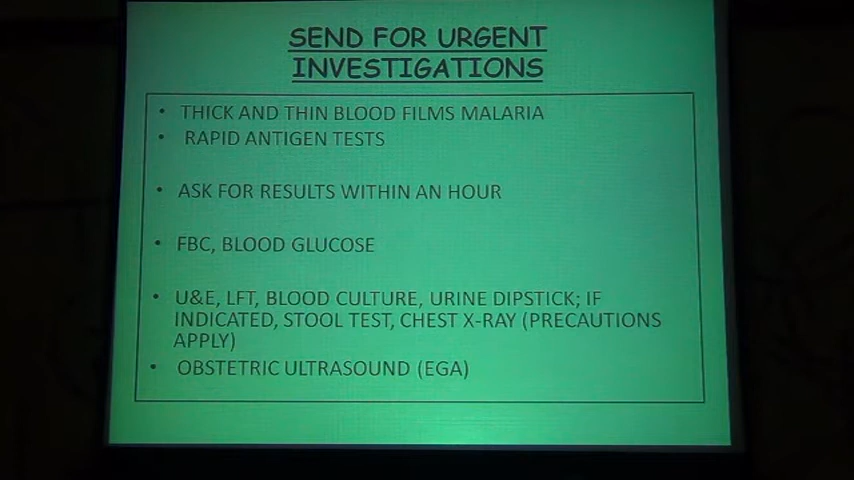 SEND FOR URGENT
INVESTIGATIONS
• THICK AND THIN BLOOD FILMS MALARIA
• RAPID ANTIGEN TESTS
• ASK FOR RESULTS WITHIN AN HOUR
• FBC, BLOOD GLUCOSE
• U&E, LFT, BLOOD CULTURE, URINE DIPSTICK; IF
INDICATED, STOOL TEST, CHEST X-RAY (PRECAUTIONS
APPLY)
• OBSTETRIC ULTRASOUND (EGA)